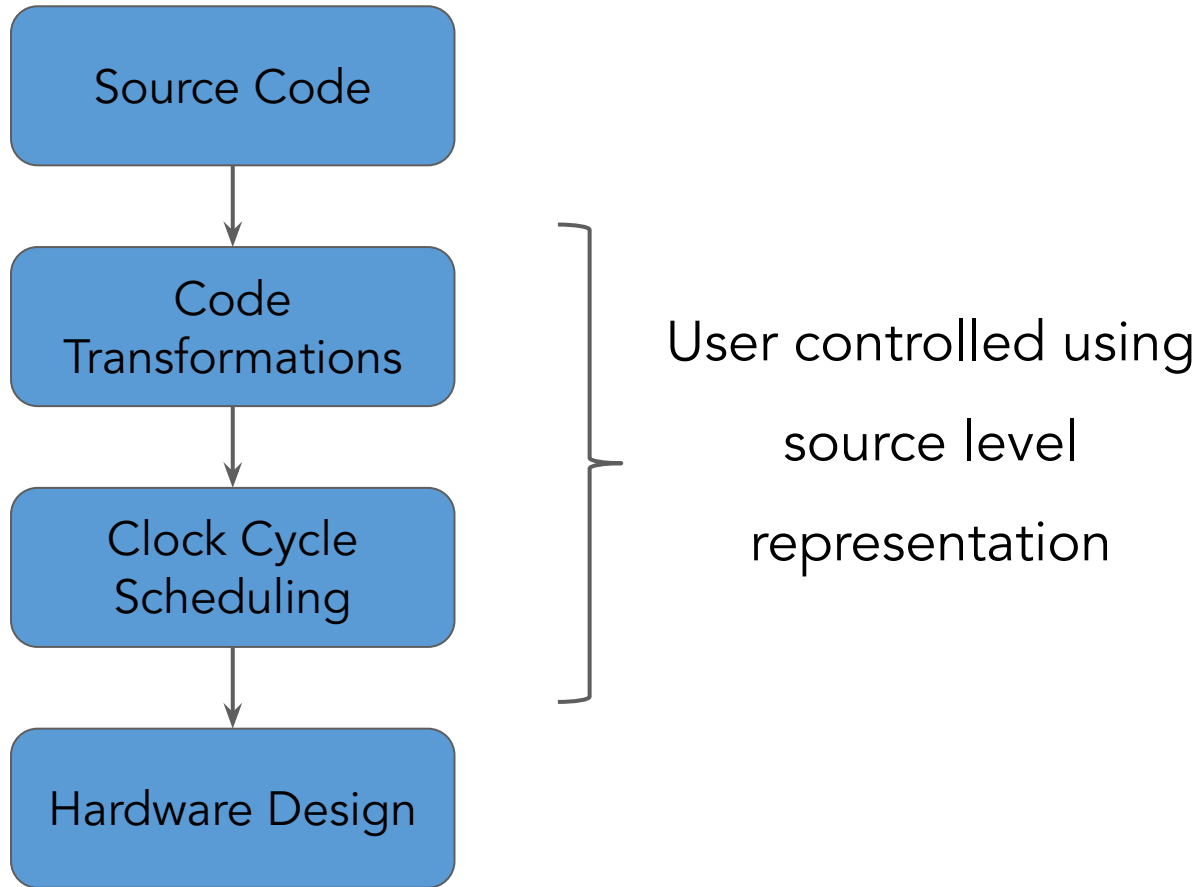 Source Code
Code
Transformations
User controlled using
source level
representation
Clock Cycle
Scheduling
Hardware Design